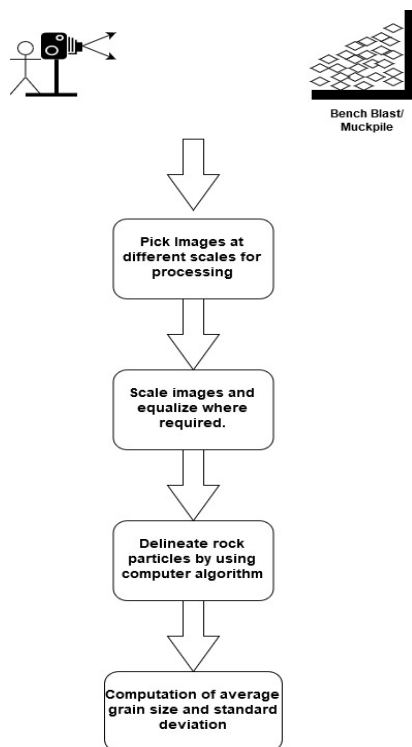 Bench Blast/
Muckpile
Pick Images at
different scales for
processing
Scale images and
equalize where
required.
Delineate rock
particles by using
computer algorithm
Computation of average
grain size and standard
deviation